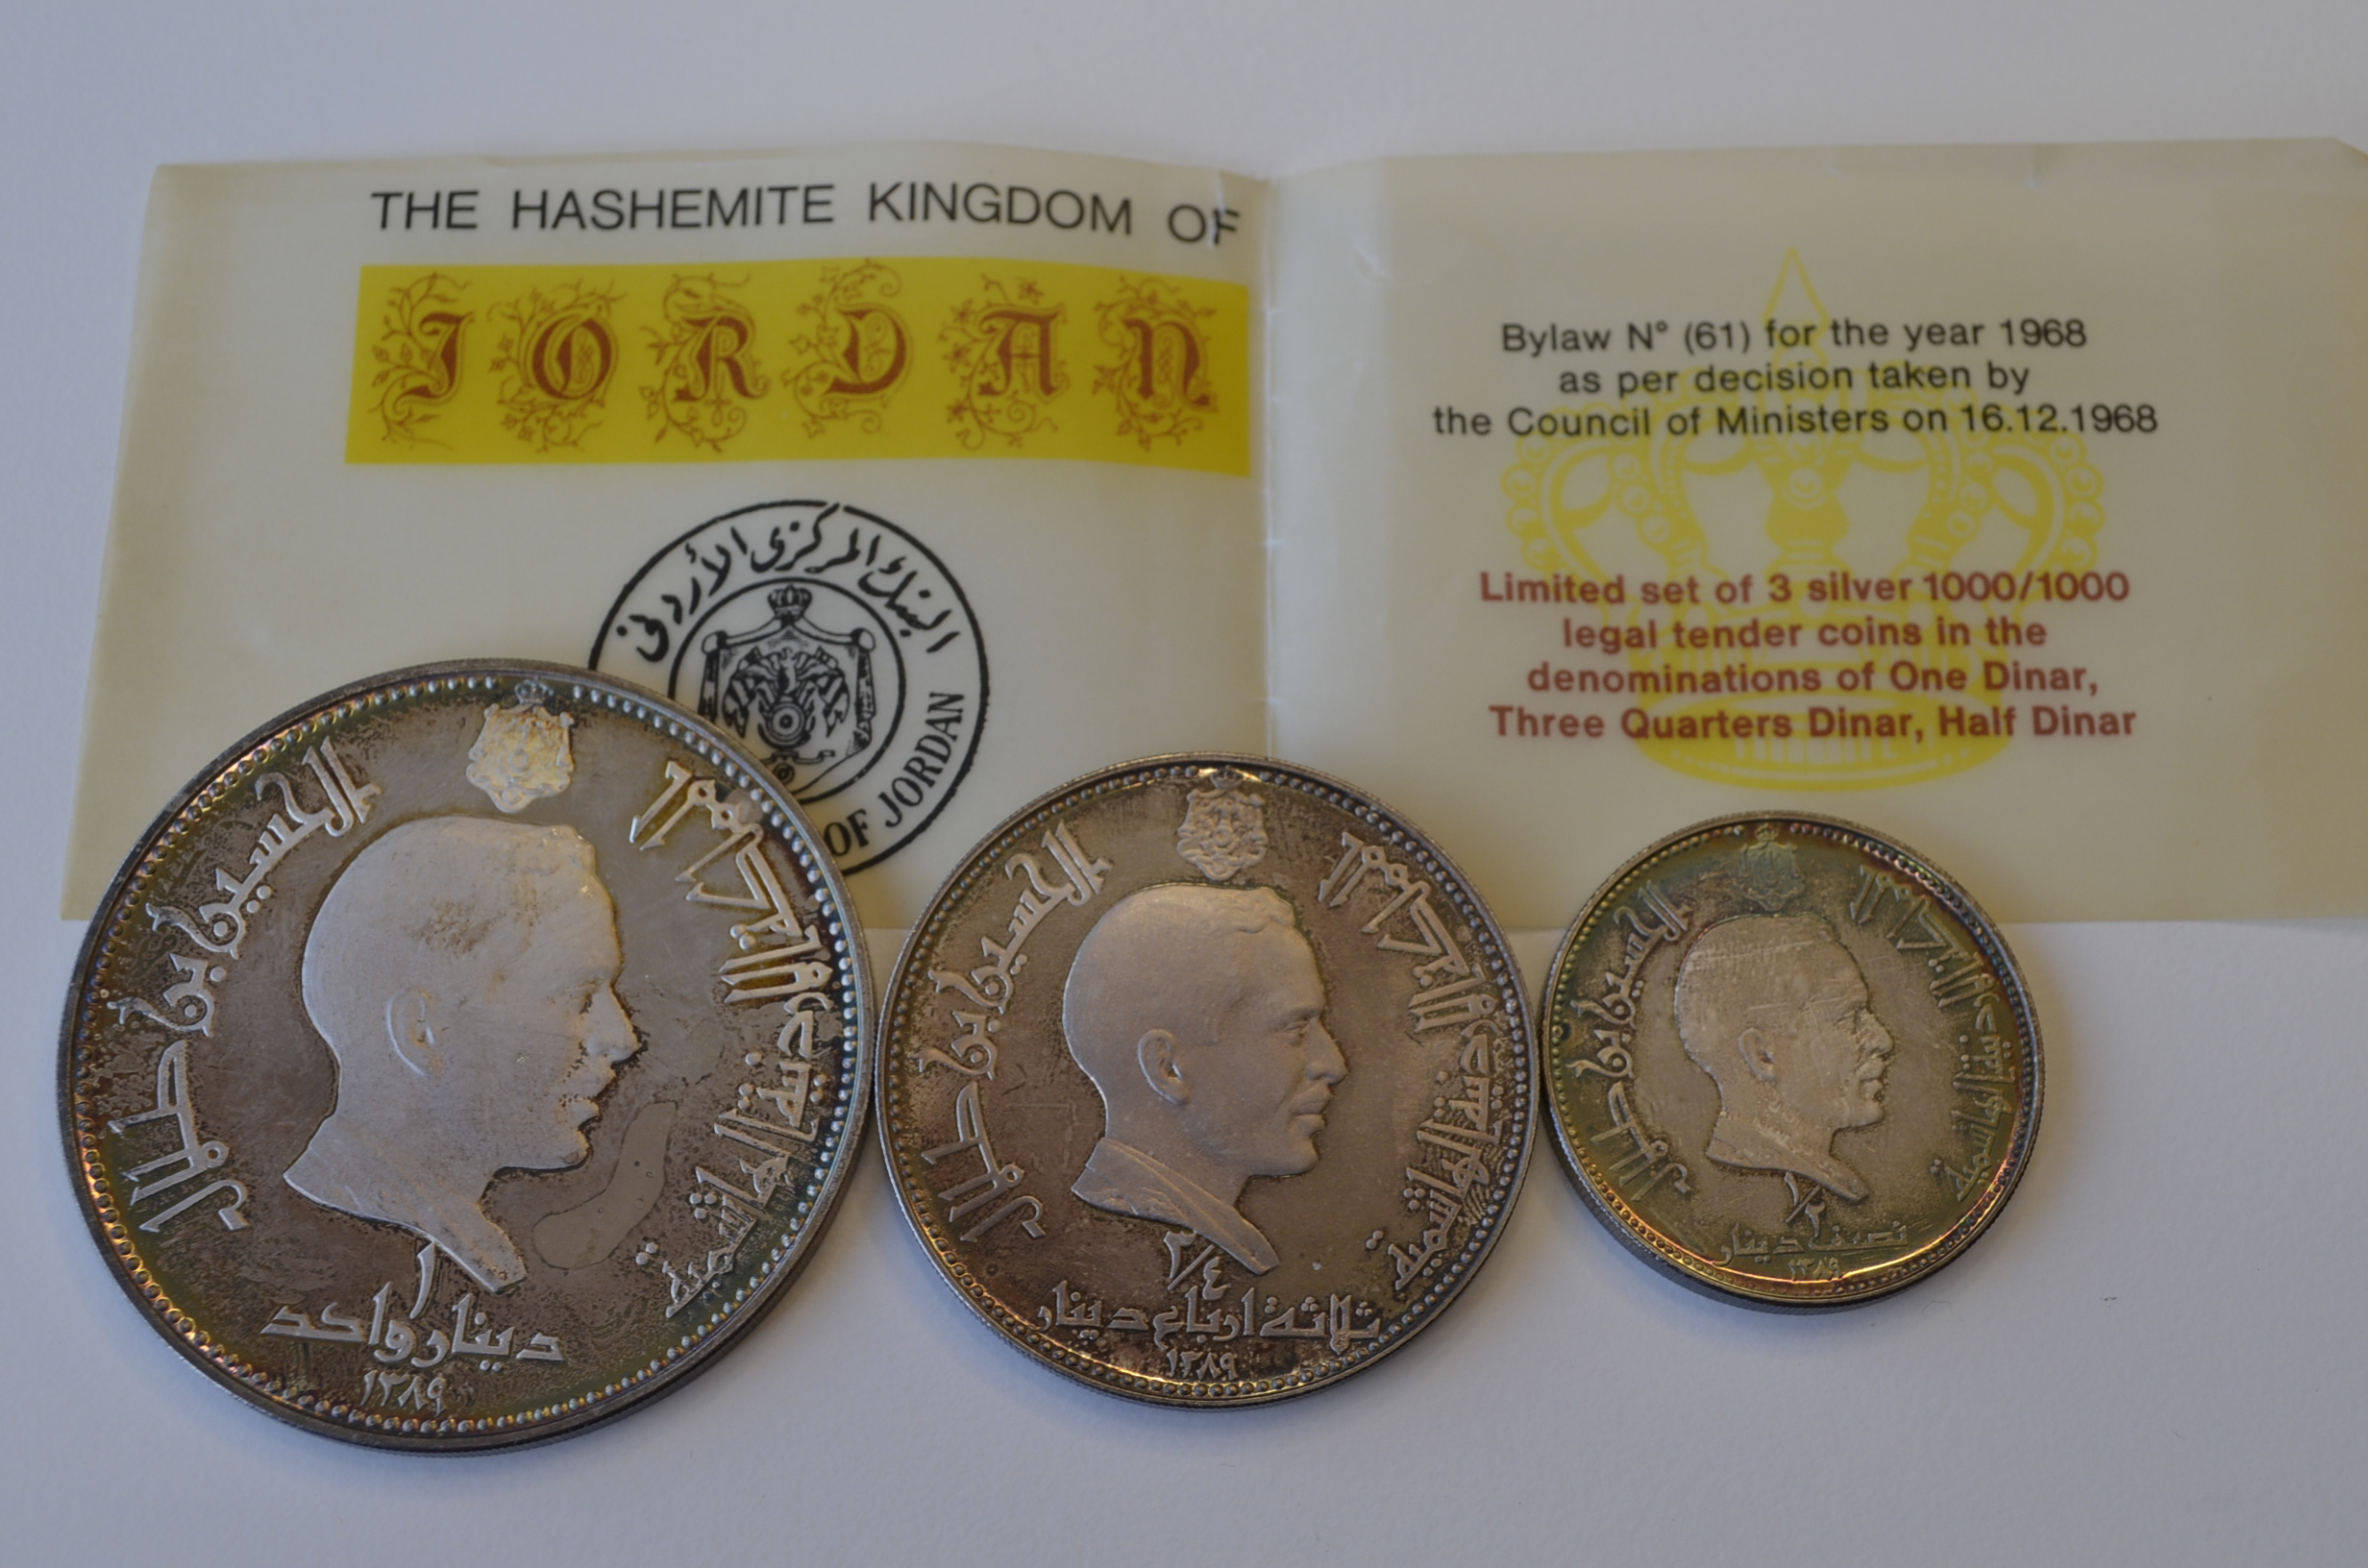 THE HASHEMITE KINGDOM OF
JORDAN
البنك المركزي الأردني
OF JORDAN
Bylaw N° (61) for the year 1968
as per decision taken by
the Council of Ministers on 16.12.1968
Limited set of 3 silver 1000/1000
legal tender coins in the
denominations of One Dinar,
Three Quarters Dinar, Half Dinar
الحسين بن طلال
المملكة الاردنية الهاشمية
١
دينار واحد
١٣٨٩
الحسين بن طلال
المملكة الاردنية الهاشمية
٣/٤
ثلاثة ارباع دينار
١٣٨٩
الحسين بن طلال
المملكة الاردنية الهاشمية
١/٢
نصف دينار
١٣٨٩